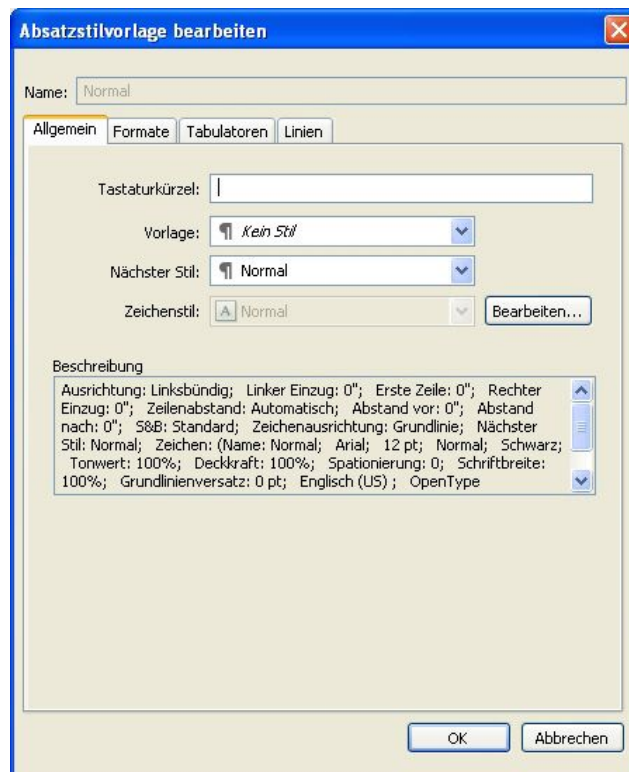 Absatzstilvorlage bearbeiten
Name: Normal
Allgemein Formate Tabulatoren Linien
Tastaturkürzel:
Vorlage: ¶ Kein Stil
Nächster Stil: ¶ Normal
Zeichenstil: A Normal Bearbeiten...
Beschreibung
Ausrichtung: Linksbündig; Linker Einzug: 0"; Erste Zeile: 0"; Rechter
Einzug: 0"; Zeilenabstand: Automatisch; Abstand vor: 0"; Abstand
nach: 0"; S&B: Standard; Zeichenausrichtung: Grundlinie; Nächster
Stil: Normal; Zeichen: (Name: Normal; Arial; 12 pt; Normal; Schwarz;
Tonwert: 100%; Deckkraft: 100%; Spationierung: 0; Schriftbreite:
100%; Grundlinienversatz: 0 pt; Englisch (US) ; OpenType
OK Abbrechen